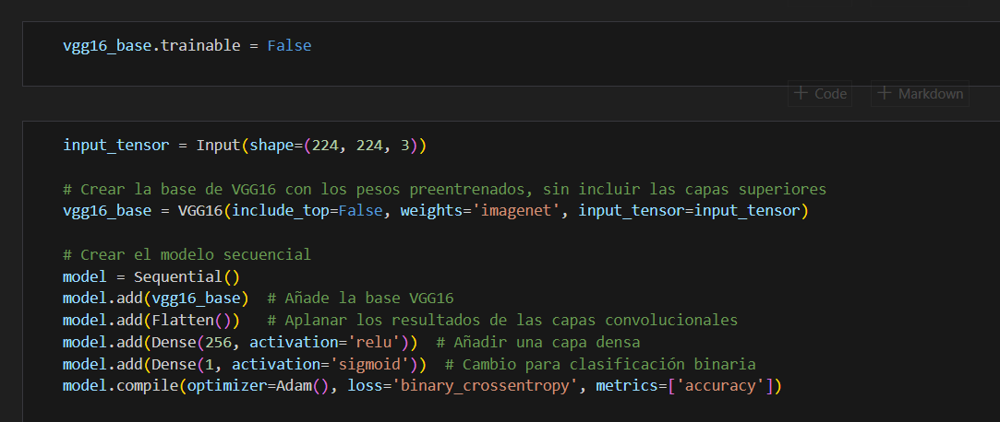 vgg16_base.trainable = False
+ Code + Markdown
input_tensor = Input(shape=(224, 224, 3))
# Crear la base de VGG16 con los pesos preentrenados, sin incluir las capas superiores
vgg16_base = VGG16(include_top=False, weights='imagenet', input_tensor=input_tensor)
# Crear el modelo secuencial
model = Sequential()
model.add(vgg16_base)  # Añade la base VGG16
model.add(Flatten())   # Aplanar los resultados de las capas convolucionales
model.add(Dense(256, activation='relu'))  # Añadir una capa densa
model.add(Dense(1, activation='sigmoid'))  # Cambio para clasificación binaria
model.compile(optimizer=Adam(), loss='binary_crossentropy', metrics=['accuracy'])